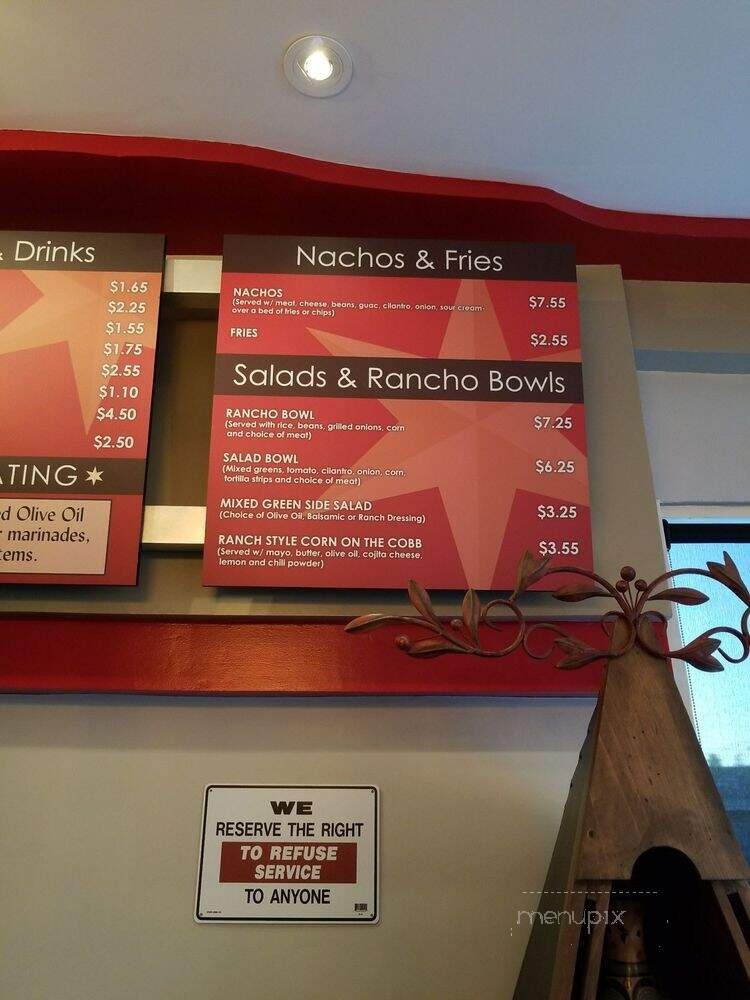 & Drinks
$1.65
$2.25
$1.55
$1.75
$2.55
$1.10
$4.50
$2.50
ATING
ed Olive Oil
r marinades,
tems.
Nachos & Fries
NACHOS
(Served w/ meat, cheese, beans, guac, cilantro, onion, sour cream-
over a bed of fries or chips)
$7.55
FRIES
$2.55
Salads & Rancho Bowls
RANCHO BOWL
(Served with rice, beans, grilled onions, corn
and choice of meat)
$7.25
SALAD BOWL
(Mixed greens, tomato, cilantro, onion, corn,
tortilla strips and choice of meat)
$6.25
MIXED GREEN SIDE SALAD
(Choice of Olive Oil, Balsamic or Ranch Dressing)
$3.25
RANCH STYLE CORN ON THE COBB
(Served w/ mayo, butter, olive oil, cojita cheese,
lemon and chili powder)
$3.55
WE
RESERVE THE RIGHT
TO REFUSE
SERVICE
TO ANYONE
menupix